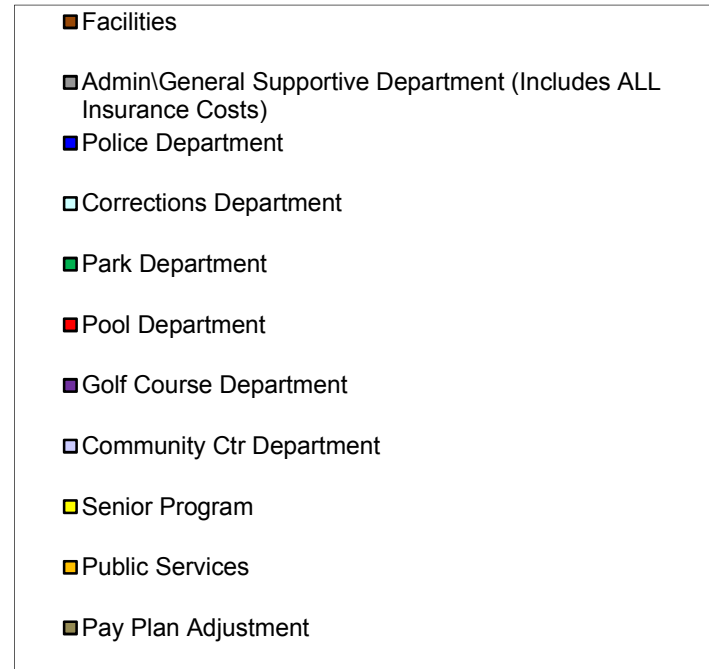 Facilities
Admin\General Supportive Department (Includes ALL
Insurance Costs)
Police Department
Corrections Department
Park Department
Pool Department
Golf Course Department
Community Ctr Department
Senior Program
Public Services
Pay Plan Adjustment